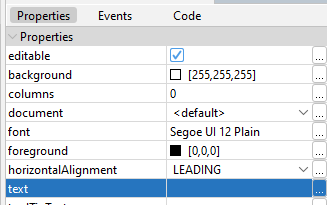 Properties Events Code
Properties
editable ...
background [255,255,255] ...
columns 0 ...
document <default> ...
font Segoe UI 12 Plain ...
foreground [0,0,0] ...
horizontalAlignment LEADING ...
text ...